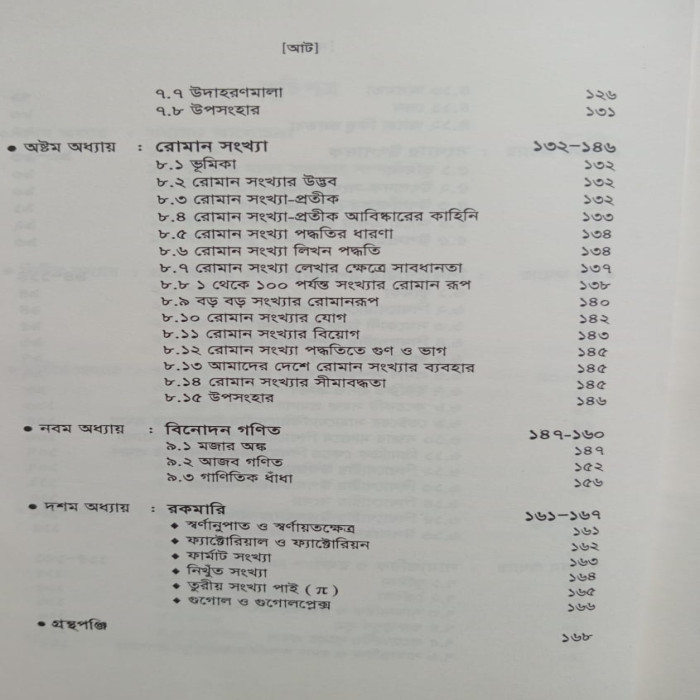 [আট]
৭.৭ উদাহরণমালা ১২৬
৭.৮ উপসংহার ১৩১
• অষ্টম অধ্যায় : রোমান সংখ্যা ১৩২–১৪৬
৮.১ ভূমিকা ১৩২
৮.২ রোমান সংখ্যার উদ্ভব ১৩২
৮.৩ রোমান সংখ্যা-প্রতীক ১৩২
৮.৪ রোমান সংখ্যা-প্রতীক আবিষ্কারের কাহিনি ১৩৩
৮.৫ রোমান সংখ্যা পদ্ধতির ধারণা ১৩৪
৮.৬ রোমান সংখ্যা লিখন পদ্ধতি ১৩৪
৮.৭ রোমান সংখ্যা লেখার ক্ষেত্রে সাবধানতা ১৩৭
৮.৮ ১ থেকে ১০০ পর্যন্ত সংখ্যার রোমান রূপ ১৩৮
৮.৯ বড় বড় সংখ্যার রোমানরূপ ১৪০
৮.১০ রোমান সংখ্যার যোগ ১৪২
৮.১১ রোমান সংখ্যার বিয়োগ ১৪৩
৮.১২ রোমান সংখ্যা পদ্ধতিতে গুণ ও ভাগ ১৪৫
৮.১৩ আমাদের দেশে রোমান সংখ্যার ব্যবহার ১৪৫
৮.১৪ রোমান সংখ্যার সীমাবদ্ধতা ১৪৫
৮.১৫ উপসংহার ১৪৬
• নবম অধ্যায় : বিনোদন গণিত ১৪৭–১৬০
৯.১ মজার অঙ্ক ১৪৭
৯.২ আজব গণিত ১৫২
৯.৩ গাণিতিক ধাঁধা ১৫৬
• দশম অধ্যায় : রকমারি ১৬১–১৬৭
♦ স্বর্ণানুপাত ও স্বর্ণায়তক্ষেত্র ১৬১
♦ ফ্যাক্টোরিয়াল ও ফ্যাক্টোরিয়ন ১৬২
♦ ফার্মাট সংখ্যা ১৬৩
♦ নিখুঁত সংখ্যা ১৬৪
♦ তুরীয় সংখ্যা পাই (π) ১৬৫
♦ গুগোল ও গুগোলপ্লেক্স ১৬৬
• গ্রন্থপঞ্জি ১৬৮